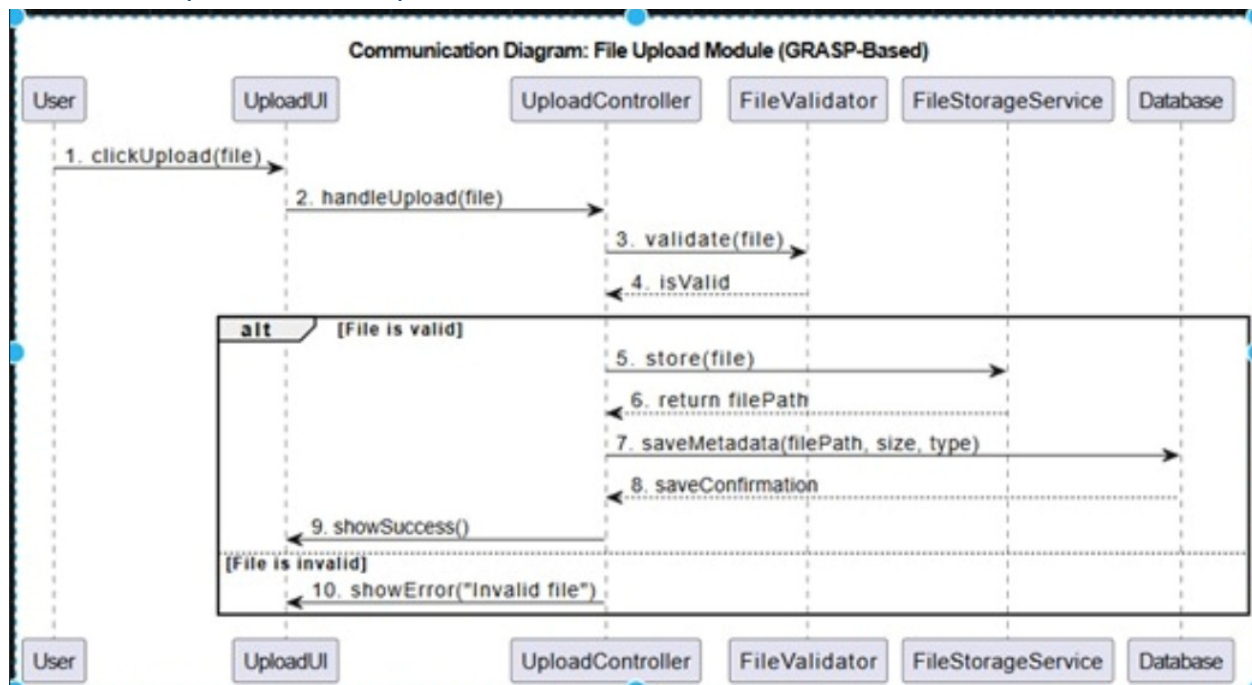 Communication Diagram: File Upload Module (GRASP-Based)
User UploadUI UploadController FileValidator FileStorageService Database
1. clickUpload(file)
2. handleUpload(file)
3. validate(file)
4. isValid
alt [File is valid]
5. store(file)
6. return filePath
7. saveMetadata(filePath, size, type)
8. saveConfirmation
9. showSuccess()
[File is invalid]
10. showError("Invalid file")
User UploadUI UploadController FileValidator FileStorageService Database